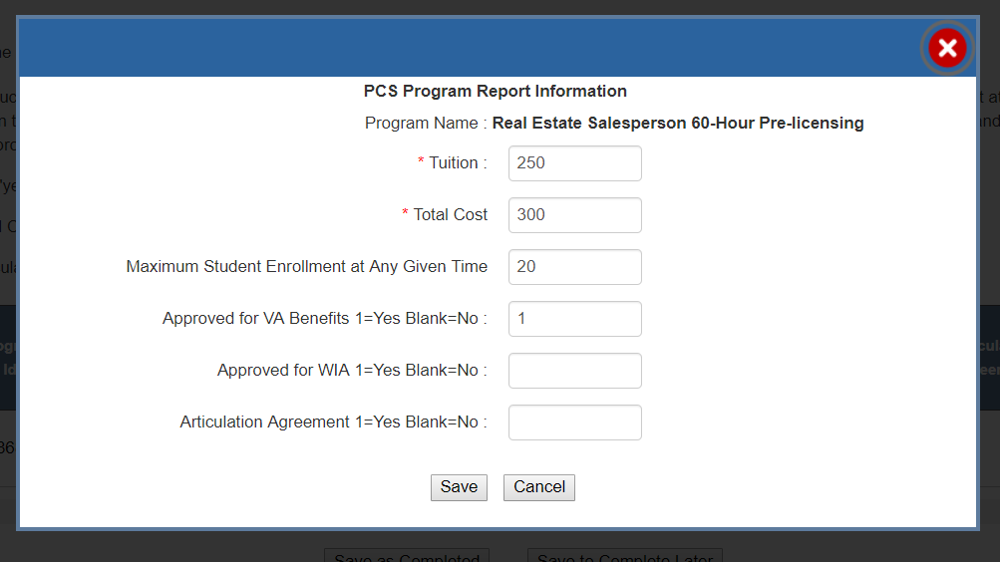 PCS Program Report Information
Program Name : Real Estate Salesperson 60-Hour Pre-licensing
* Tuition : 250
* Total Cost 300
Maximum Student Enrollment at Any Given Time 20
Approved for VA Benefits 1=Yes Blank=No : 1
Approved for WIA 1=Yes Blank=No :
Articulation Agreement 1=Yes Blank=No :
Save Cancel
Save as Completed Save to Complete Later